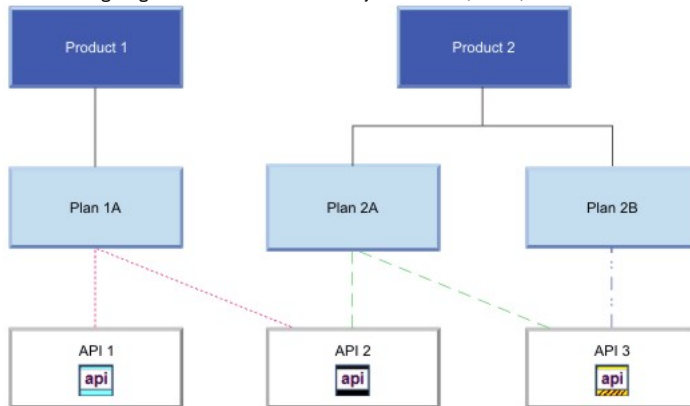 Product 1
Product 2
Plan 1A
Plan 2A
Plan 2B
API 1
API 2
API 3
api
api
api